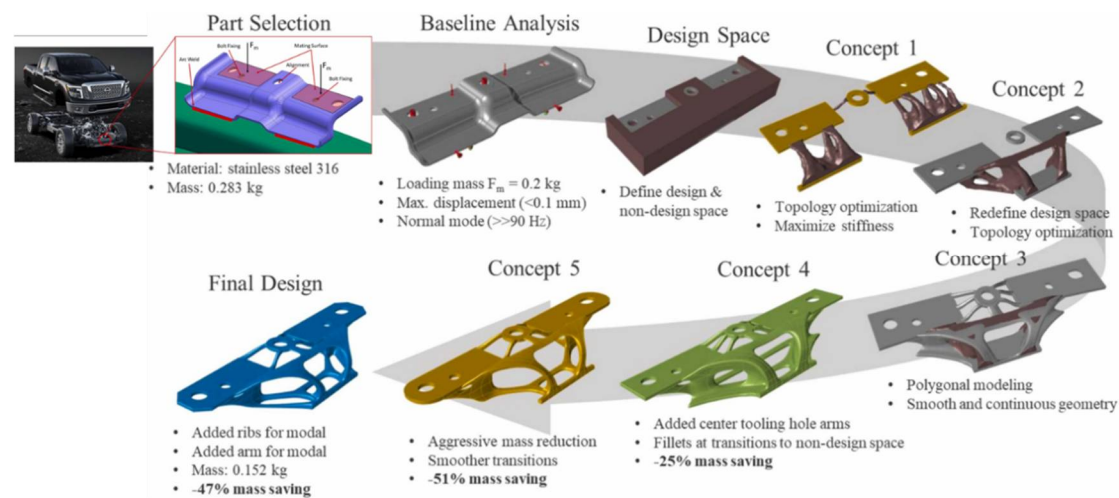 Part Selection
Bolt Fixing
Fm
Mating Surface
Arc Weld
Alignment
Fm
Bolt Fixing
• Material: stainless steel 316
• Mass: 0.283 kg
Baseline Analysis
• Loading mass Fm = 0.2 kg
• Max. displacement (<0.1 mm)
• Normal mode (>>90 Hz)
Design Space
• Define design &
non-design space
Concept 1
• Topology optimization
• Maximize stiffness
Concept 2
• Redefine design space
• Topology optimization
Concept 3
• Polygonal modeling
• Smooth and continuous geometry
Concept 4
• Added center tooling hole arms
• Fillets at transitions to non-design space
• -25% mass saving
Concept 5
• Aggressive mass reduction
• Smoother transitions
• -51% mass saving
Final Design
• Added ribs for modal
• Added arm for modal
• Mass: 0.152 kg
• -47% mass saving